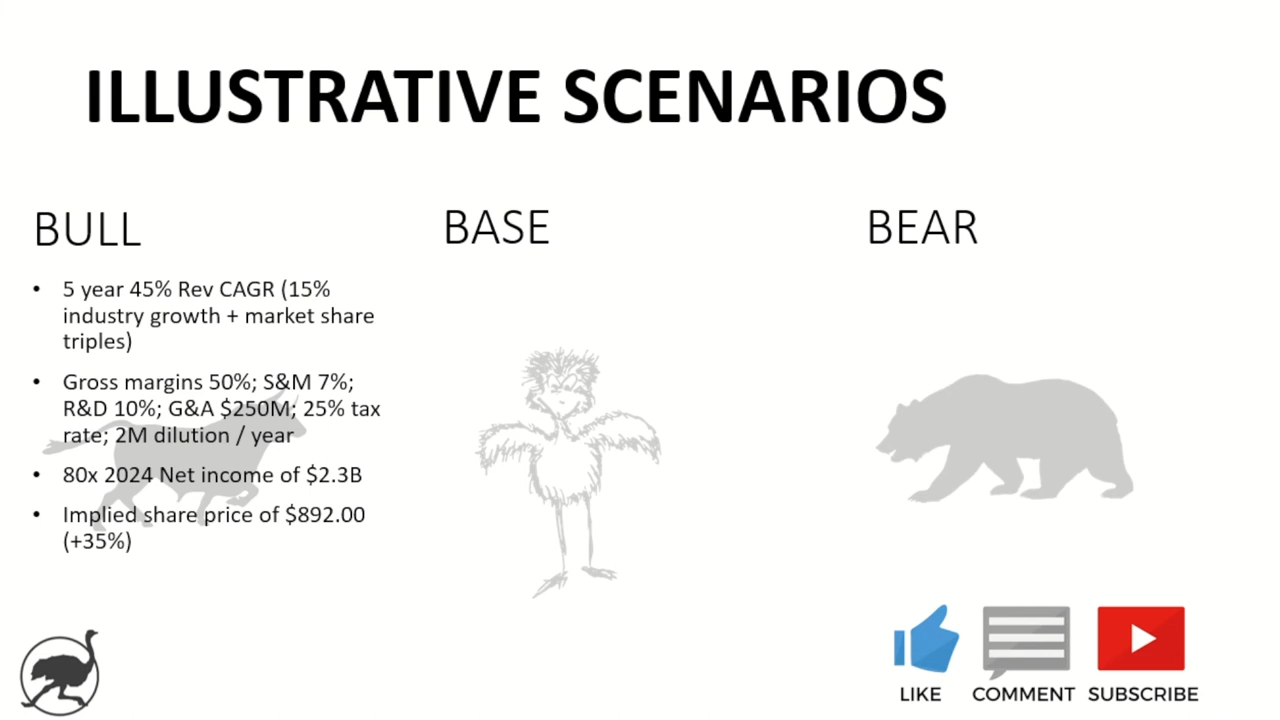 ILLUSTRATIVE SCENARIOS
BULL
• 5 year 45% Rev CAGR (15%
industry growth + market share
triples)
• Gross margins 50%; S&M 7%;
R&D 10%; G&A $250M; 25% tax
rate; 2M dilution / year
• 80x 2024 Net income of $2.3B
• Implied share price of $892.00
(+35%)
BASE
BEAR
LIKE
COMMENT
SUBSCRIBE